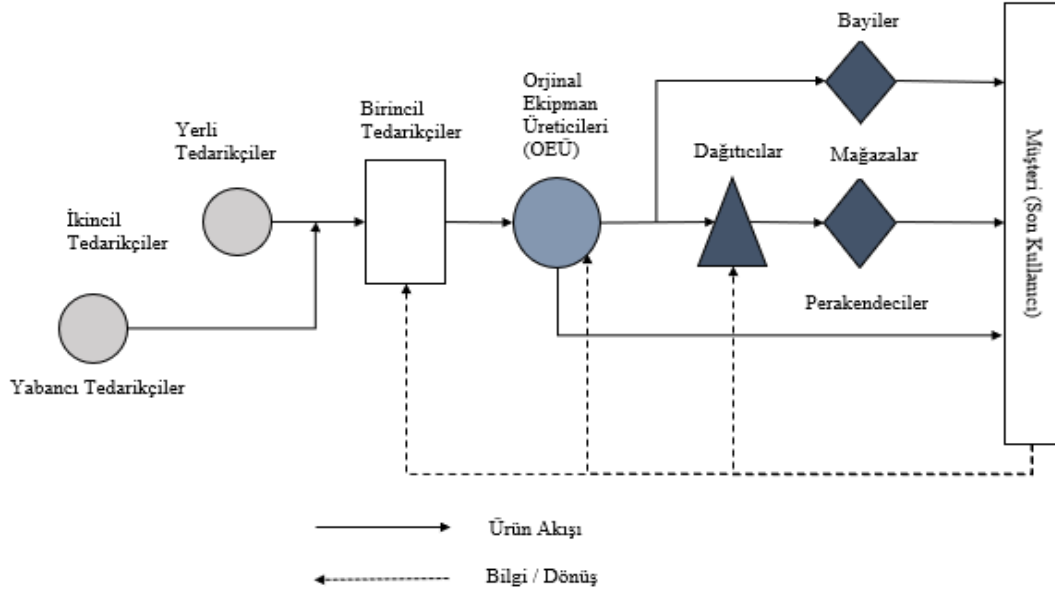 Bayiler
Orjinal
Ekipman
Üreticileri
(OEÜ)
Birincil
Tedarikçiler
Yerli
Tedarikçiler
Dağıtıcılar
Mağazalar
Müşteri (Son Kullanıcı)
İkincil
Tedarikçiler
Perakendeciler
Yabancı Tedarikçiler
Ürün Akışı
Bilgi / Dönüş